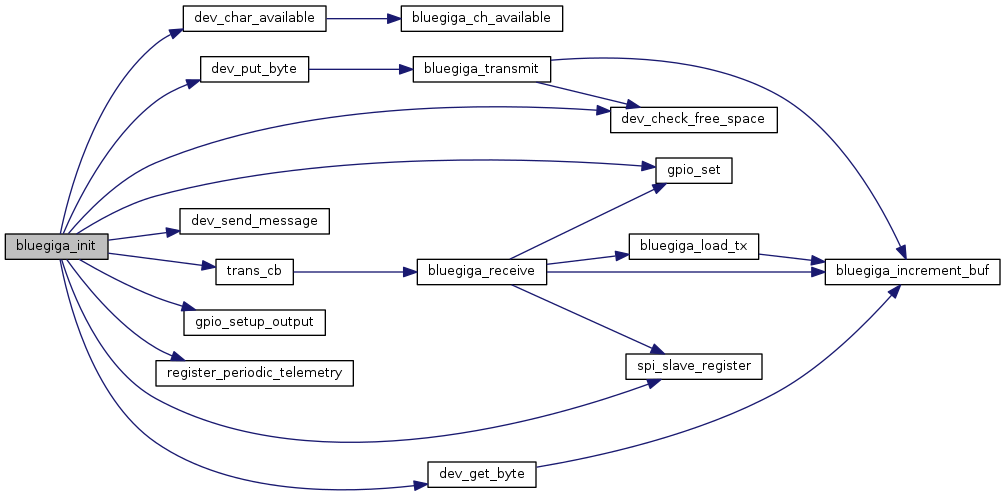 dev_char_available
bluegiga_ch_available
dev_put_byte
bluegiga_transmit
dev_check_free_space
gpio_set
dev_send_message
bluegiga_init
bluegiga_load_tx
trans_cb
bluegiga_receive
bluegiga_increment_buf
gpio_setup_output
register_periodic_telemetry
spi_slave_register
dev_get_byte